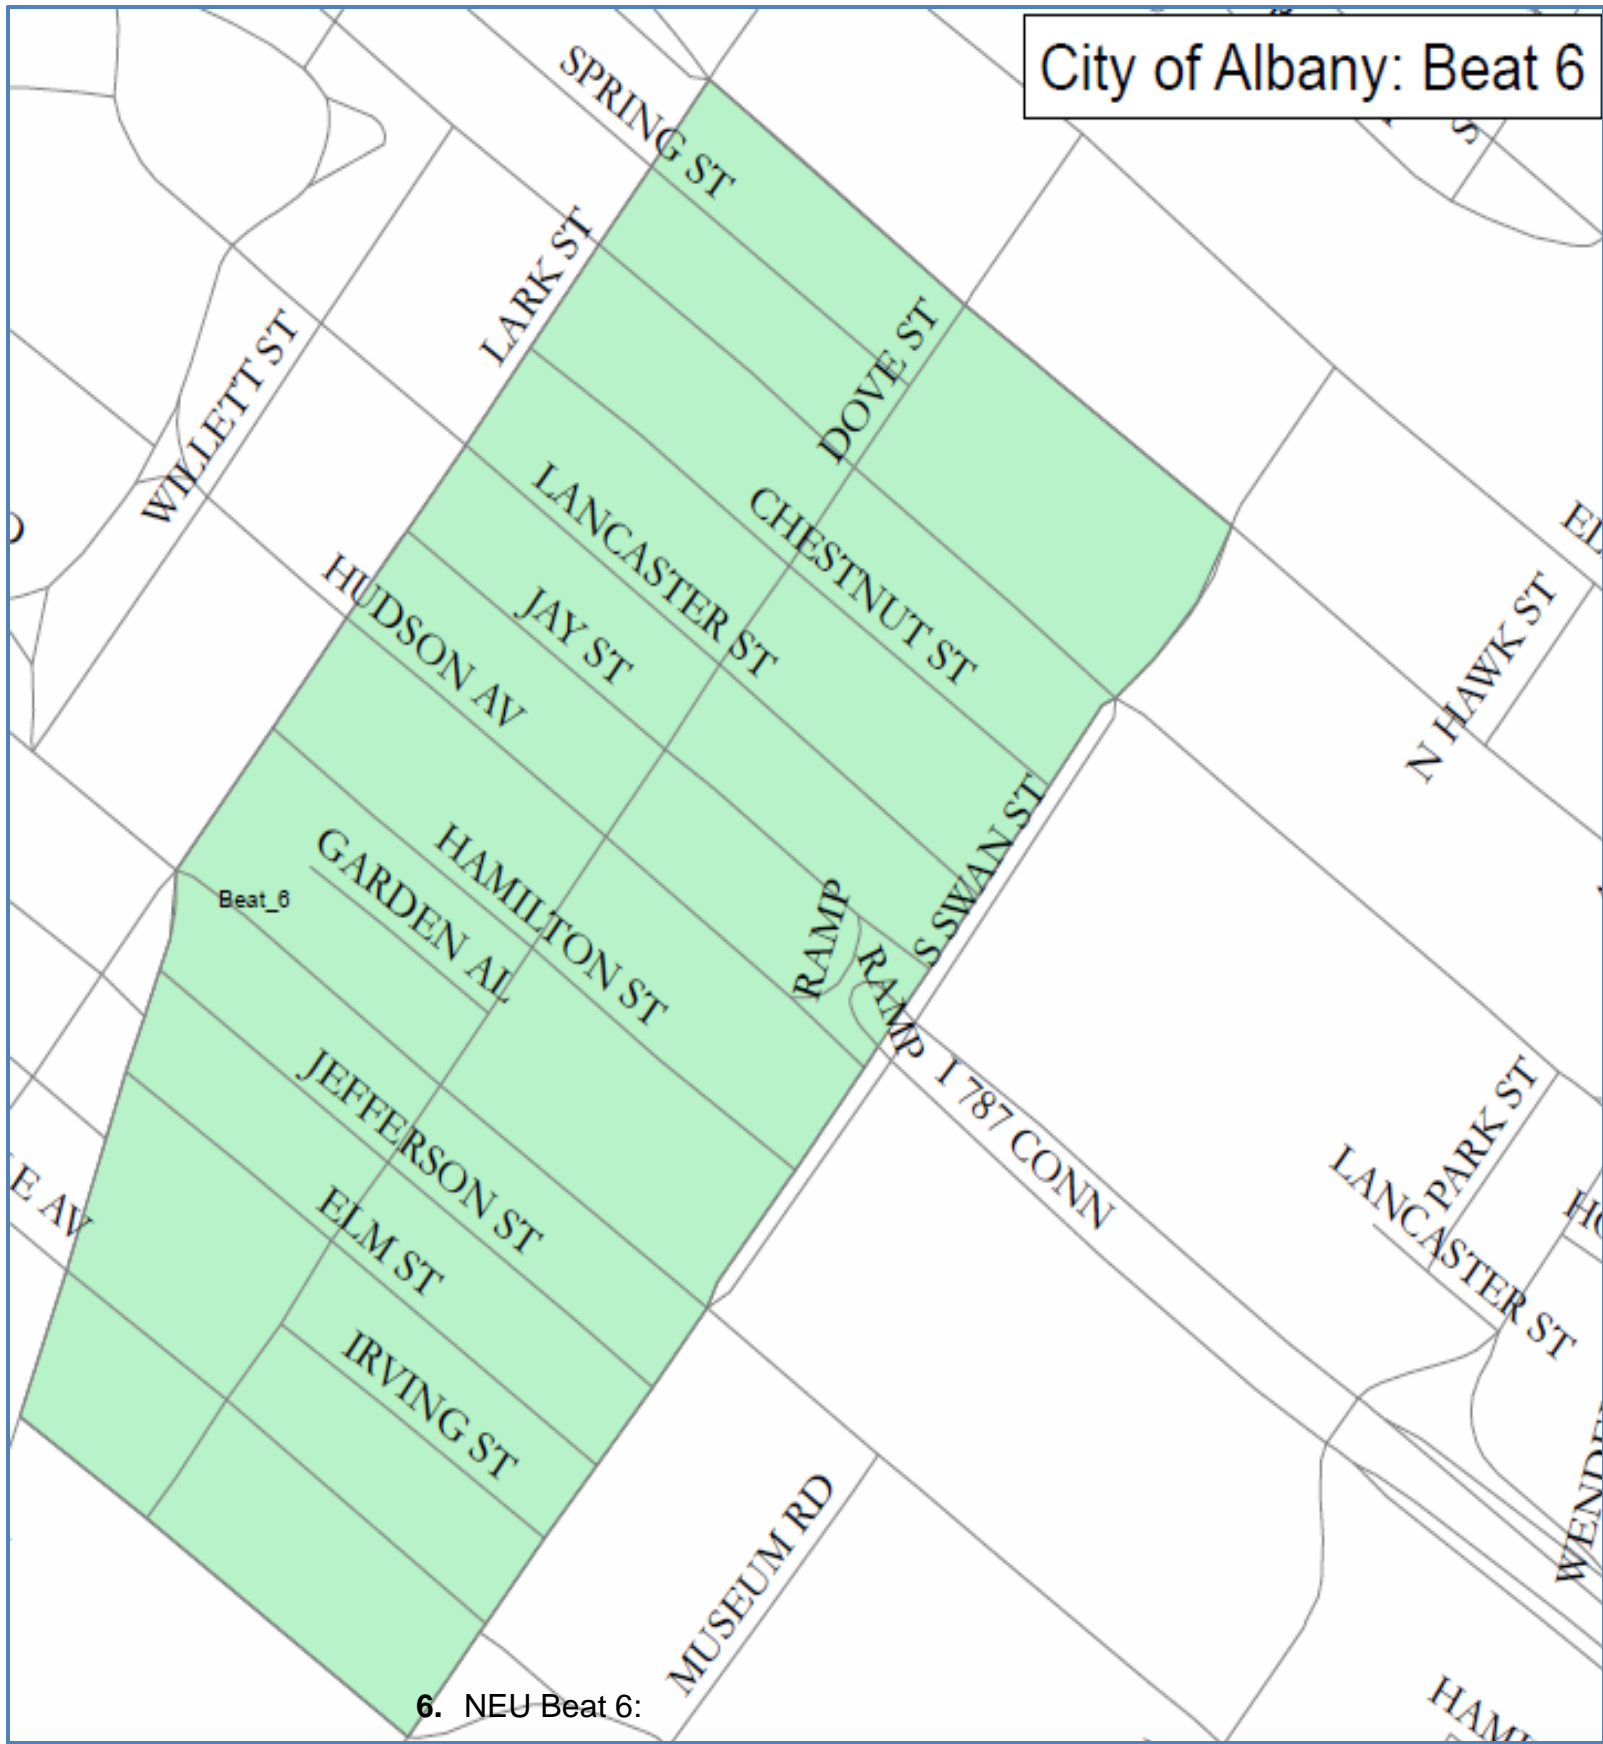 City of Albany: Beat 6
SPRING ST
LARK ST
WILLETT ST
DOVE ST
CHESTNUT ST
LANCASTER ST
JAY ST
HUDSON AV
N HAWK ST
S SWAN ST
HAMILTON ST
GARDEN AL
Beat_6
RAMP
RAMP
I 787 CONN
JEFFERSON ST
ELM ST
IRVING ST
E AV
PARK ST
LANCASTER ST
MUSEUM RD
6. NEU Beat 6: